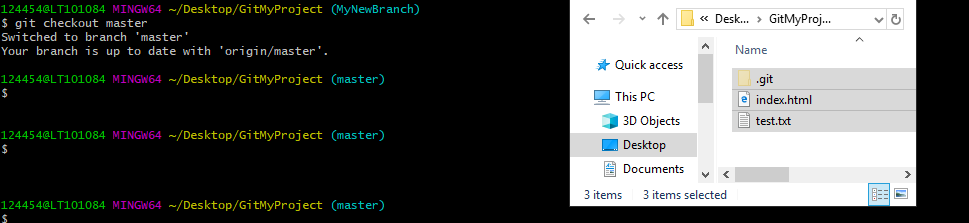 124454@LT101084 MINGW64 ~/Desktop/GitMyProject (MyNewBranch)
$ git checkout master
Switched to branch 'master'
Your branch is up to date with 'origin/master'.
124454@LT101084 MINGW64 ~/Desktop/GitMyProject (master)
$
124454@LT101084 MINGW64 ~/Desktop/GitMyProject (master)
$
124454@LT101084 MINGW64 ~/Desktop/GitMyProject (master)
$
« Desk... > GitMyProj...
Name
Quick access
This PC
3D Objects
Desktop
Documents
.git
index.html
test.txt
3 items 3 items selected